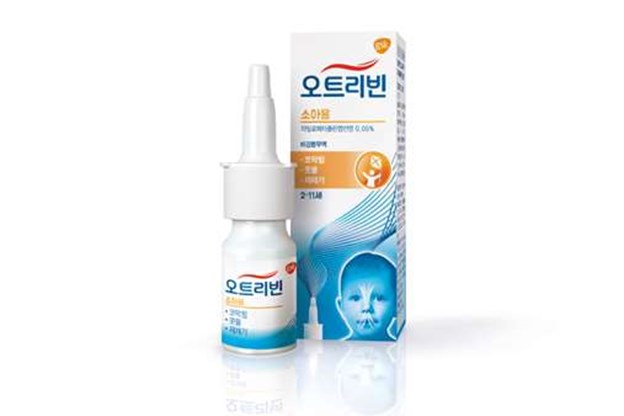 gsk
오트리빈
소아용
자일로메타졸린염산염 0.05%
비강분무액
· 코막힘
· 콧물
· 재채기
2-11세
오트리빈
소아용
· 코막힘
· 콧물
· 재채기